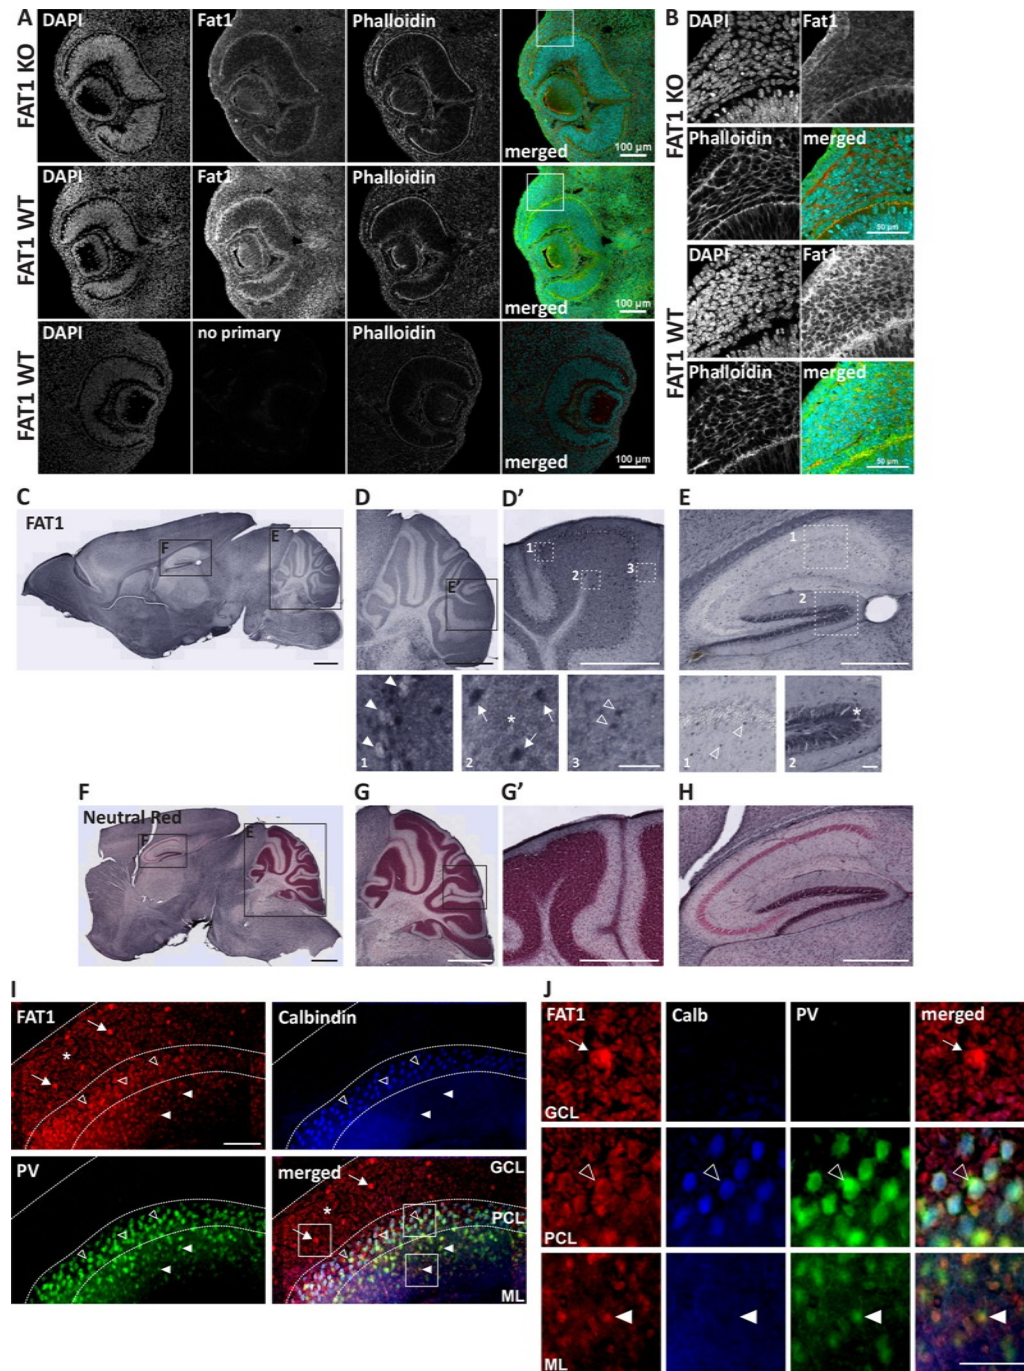 A
B
FAT1 KO
DAPI
Fat1
Phalloidin
merged
100 µm
FAT1 WT
DAPI
Fat1
Phalloidin
merged
100 µm
FAT1 WT
DAPI
no primary
Phalloidin
merged
100 µm
FAT1 KO
DAPI
Fat1
Phalloidin
merged
50 µm
FAT1 WT
DAPI
Fat1
Phalloidin
merged
50 µm
C
D
D’
E
FAT1
F
E
E'
1
2
3
1
2
1
*
2
3
1
*
2
F
G
G’
H
Neutral Red
F
E
I
FAT1
*
Calbindin
PV
merged
*
GCL
PCL
ML
J
FAT1
Calb
PV
merged
GCL
PCL
ML